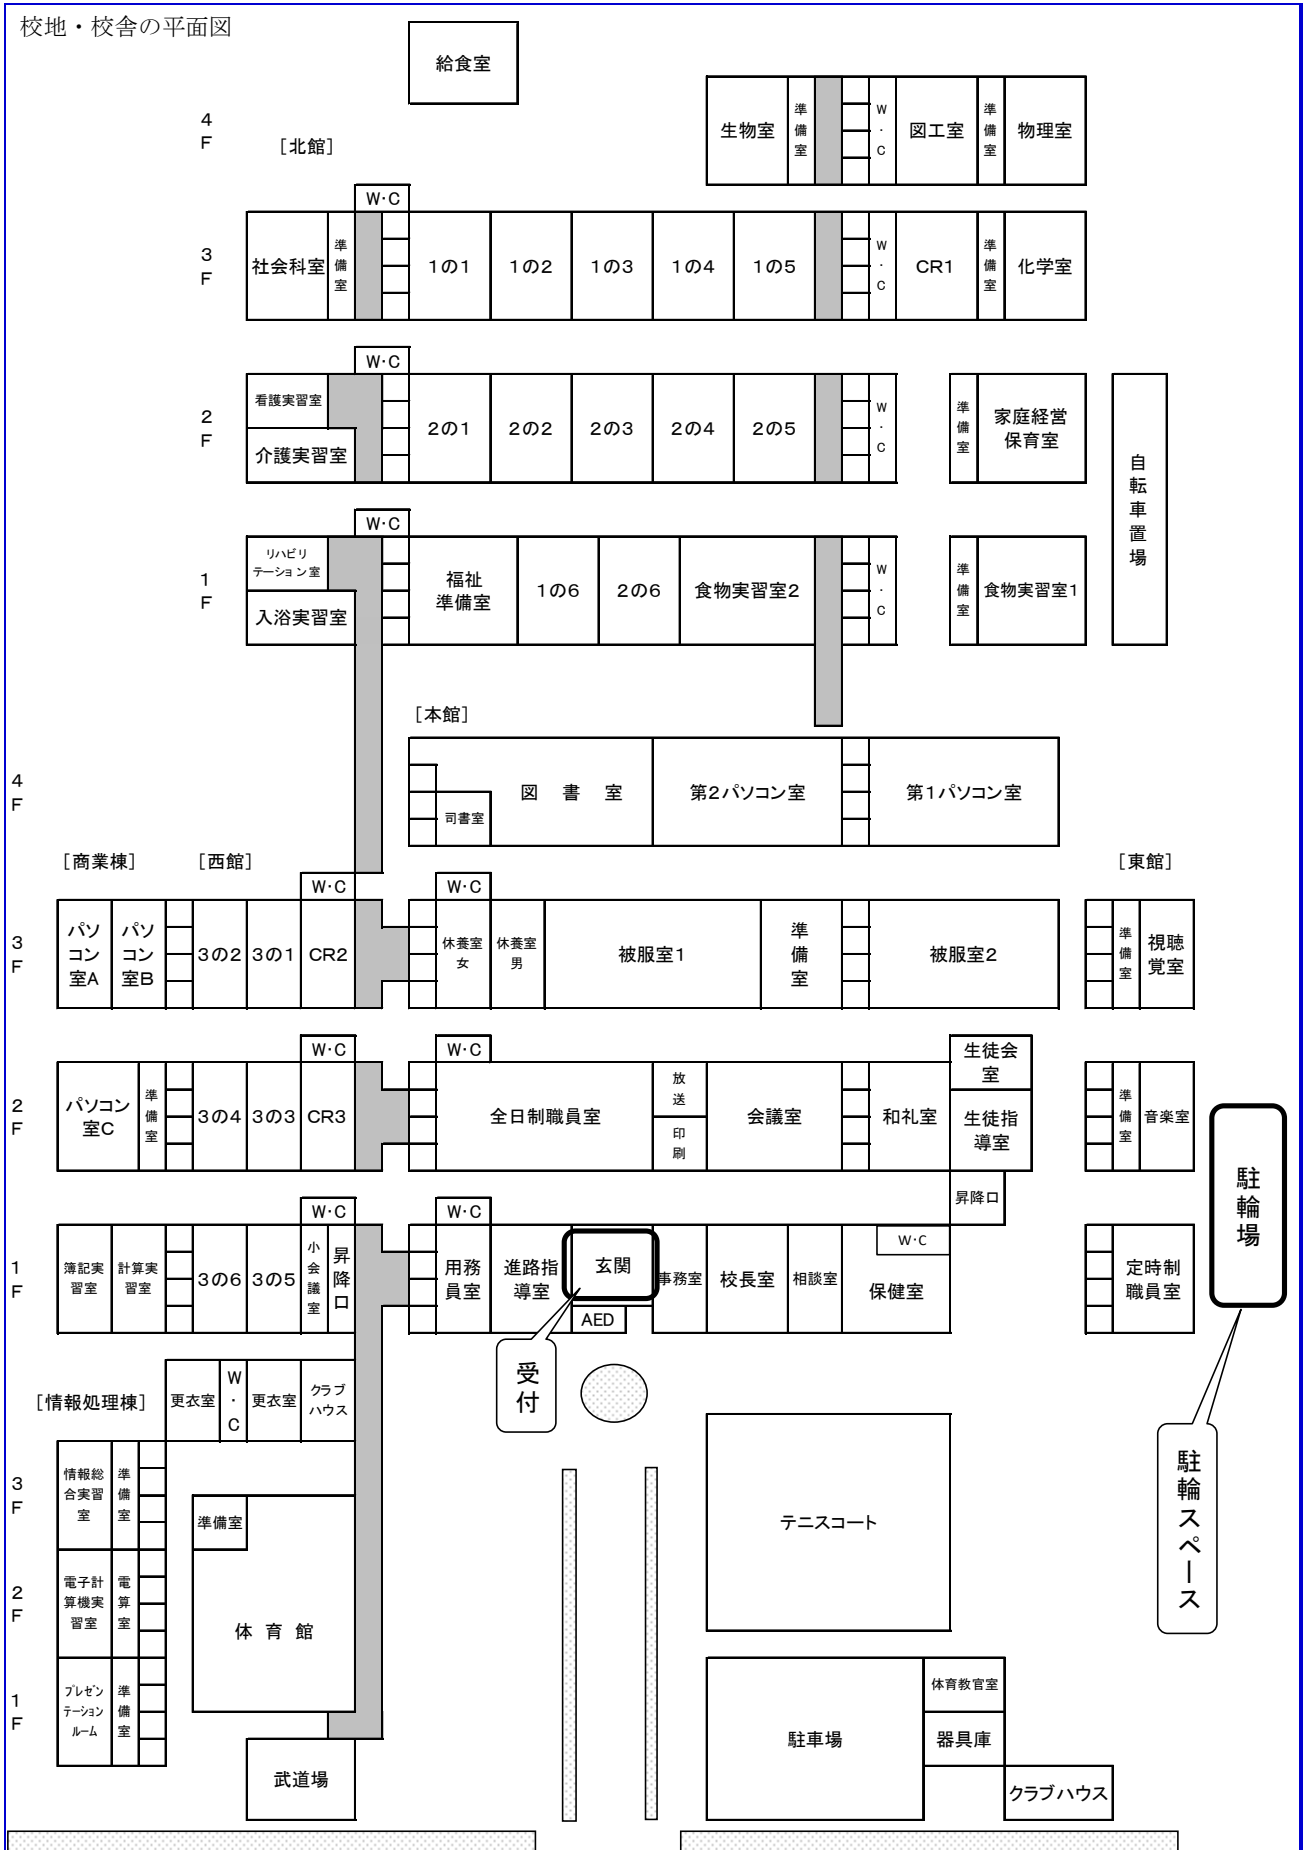 校地・校舎の平面図
給食室
4
F
［北館］
生物室
準
備
室
W
・
C
図工室
準
備
室
物理室
W・C
3
F
社会科室
準
備
室
1の1
1の2
1の3
1の4
1の5
W
・
C
CR1
準
備
室
化学室
W・C
2
F
看護実習室
介護実習室
2の1
2の2
2の3
2の4
2の5
W
・
C
準
備
室
家庭経営
保育室
自
転
車
置
場
W・C
1
F
リハビリ
テーション室
入浴実習室
福祉
準備室
1の6
2の6
食物実習室2
W
・
C
準
備
室
食物実習室1
［本館］
4
F
図　書　室
司書室
第2パソコン室
第1パソコン室
［商業棟］
［西館］
［東館］
W・C
W・C
3
F
パソ
コン
室A
パソ
コン
室B
3の2
3の1
CR2
休養室
女
休養室
男
被服室1
準
備
室
被服室2
準
備
室
視聴
覚室
W・C
W・C
2
F
パソコン
室C
準
備
室
3の4
3の3
CR3
全日制職員室
放
送
印
刷
会議室
和礼室
生徒会
室
生徒指
導室
準
備
室
音楽室
昇降口
駐
輪
場
W・C
W・C
1
F
簿記実
習室
計算実
習室
3の6
3の5
小
会
議
室
昇
降
口
用務
員室
進路指
導室
玄関
AED
事務室
校長室
相談室
W・C
保健室
定時制
職員室
受
付
［情報処理棟］
更衣室
W
・
C
更衣室
クラブ
ハウス
3
F
情報総
合実習
室
準
備
室
準備室
テニスコート
駐
輪
ス
ペ
ー
ス
2
F
電子計
算機実
習室
電
算
室
体　育　館
1
F
プレゼン
テーション
ルーム
準
備
室
武道場
駐車場
体育教官室
器具庫
クラブハウス